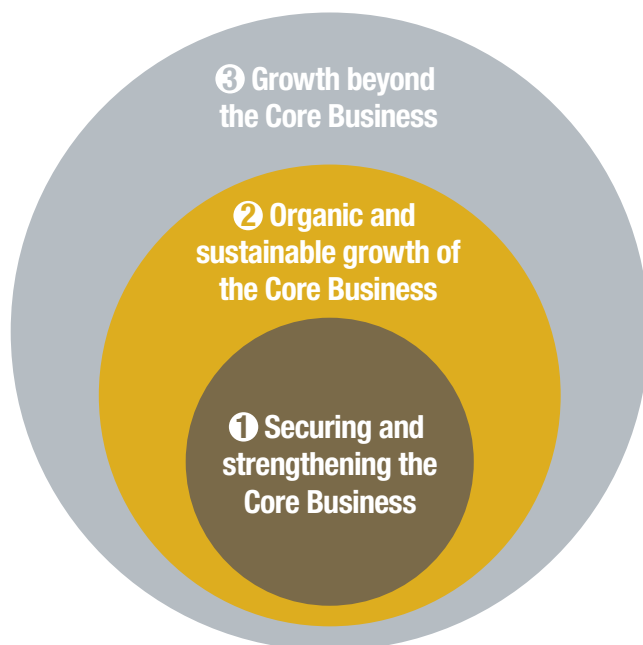 ❸ Growth beyond
the Core Business
❷ Organic and
sustainable growth of
the Core Business
❶ Securing and
strengthening the
Core Business